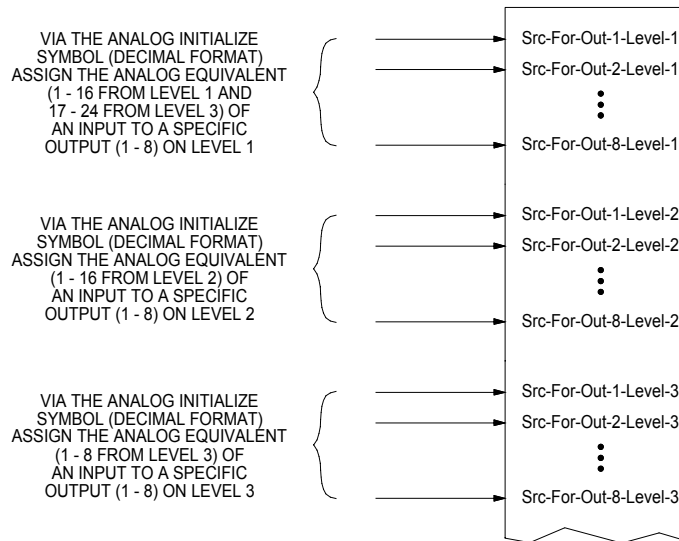 VIA THE ANALOG INITIALIZE
SYMBOL (DECIMAL FORMAT)
ASSIGN THE ANALOG EQUIVALENT
(1 - 16 FROM LEVEL 1 AND
17 - 24 FROM LEVEL 3) OF
AN INPUT TO A SPECIFIC
OUTPUT (1 - 8) ON LEVEL 1
Src-For-Out-1-Level-1
Src-For-Out-2-Level-1
Src-For-Out-8-Level-1
VIA THE ANALOG INITIALIZE
SYMBOL (DECIMAL FORMAT)
ASSIGN THE ANALOG EQUIVALENT
(1 - 16 FROM LEVEL 2) OF
AN INPUT TO A SPECIFIC
OUTPUT (1 - 8) ON LEVEL 2
Src-For-Out-1-Level-2
Src-For-Out-2-Level-2
Src-For-Out-8-Level-2
VIA THE ANALOG INITIALIZE
SYMBOL (DECIMAL FORMAT)
ASSIGN THE ANALOG EQUIVALENT
(1 - 8 FROM LEVEL 3) OF
AN INPUT TO A SPECIFIC
OUTPUT (1 - 8) ON LEVEL 3
Src-For-Out-1-Level-3
Src-For-Out-2-Level-3
Src-For-Out-8-Level-3